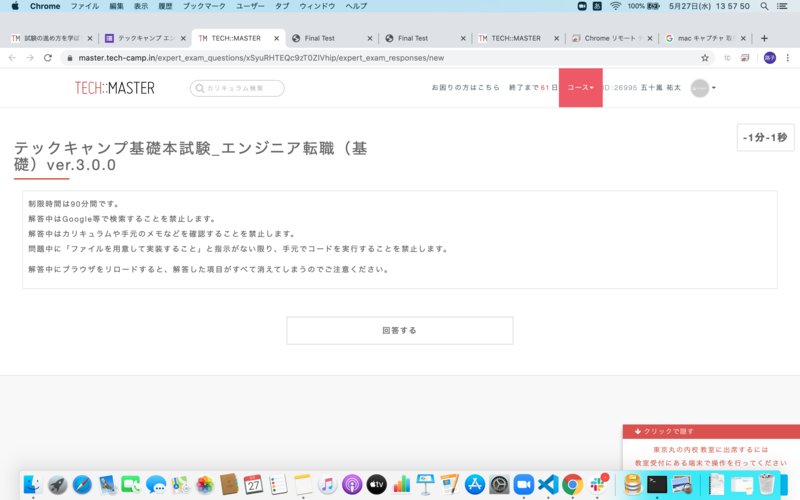 Chrome ファイル 編集 表示 履歴 ブックマーク ユーザー タブ ウィンドウ ヘルプ あ 100% 5月27日(水) 13 57 50
TM 試験の進め方を学ぼ テックキャンプ エン TM TECH::MASTER Final Test Final Test TM TECH::MASTER Chrome リモート G mac キャプチャ 取
master.tech-camp.in/expert_exam_questions/xSyuRHTEQc9zT0ZIVhip/expert_exam_responses/new
TECH::MASTER カリキュラム検索 お困りの方はこちら 終了まで61日 コース ID:26995 五十嵐 祐太
-1分-1秒
テックキャンプ基礎本試験_エンジニア転職（基
礎）ver.3.0.0
制限時間は90分間です。
解答中はGoogle等で検索することを禁止します。
解答中はカリキュラムや手元のメモなどを確認することを禁止します。
問題中に「ファイルを用意して実装すること」と指示がない限り、手元でコードを実行することを禁止します。
解答中にブラウザをリロードすると、解答した項目がすべて消えてしまうのでご注意ください。
回答する
クリックで隠す
東京丸の内校 教室に出席するには
教室受付にある端末で操作を行ってください
27